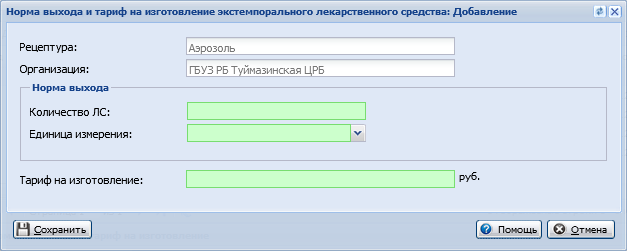 Норма выхода и тариф на изготовление экстемпорального лекарственного средства: Добавление
Рецептура: Аэрозоль
Организация: ГБУЗ РБ Туймазинская ЦРБ
Норма выхода
Количество ЛС:
Единица измерения:
Тариф на изготовление: руб.
Сохранить Помощь Отмена